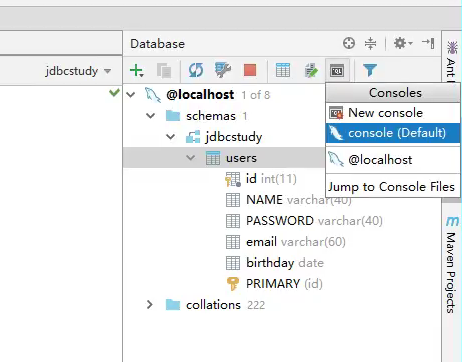 Database
jdbcstudy
@localhost 1 of 8
schemas
jdbcstudy
users
id int(11)
NAME varchar(40)
PASSWORD varchar(40)
email varchar(60)
birthday date
PRIMARY (id)
collations 222
Consoles
New console
console (Default)
@localhost
Jump to Console Files
Ant
Maven Projects